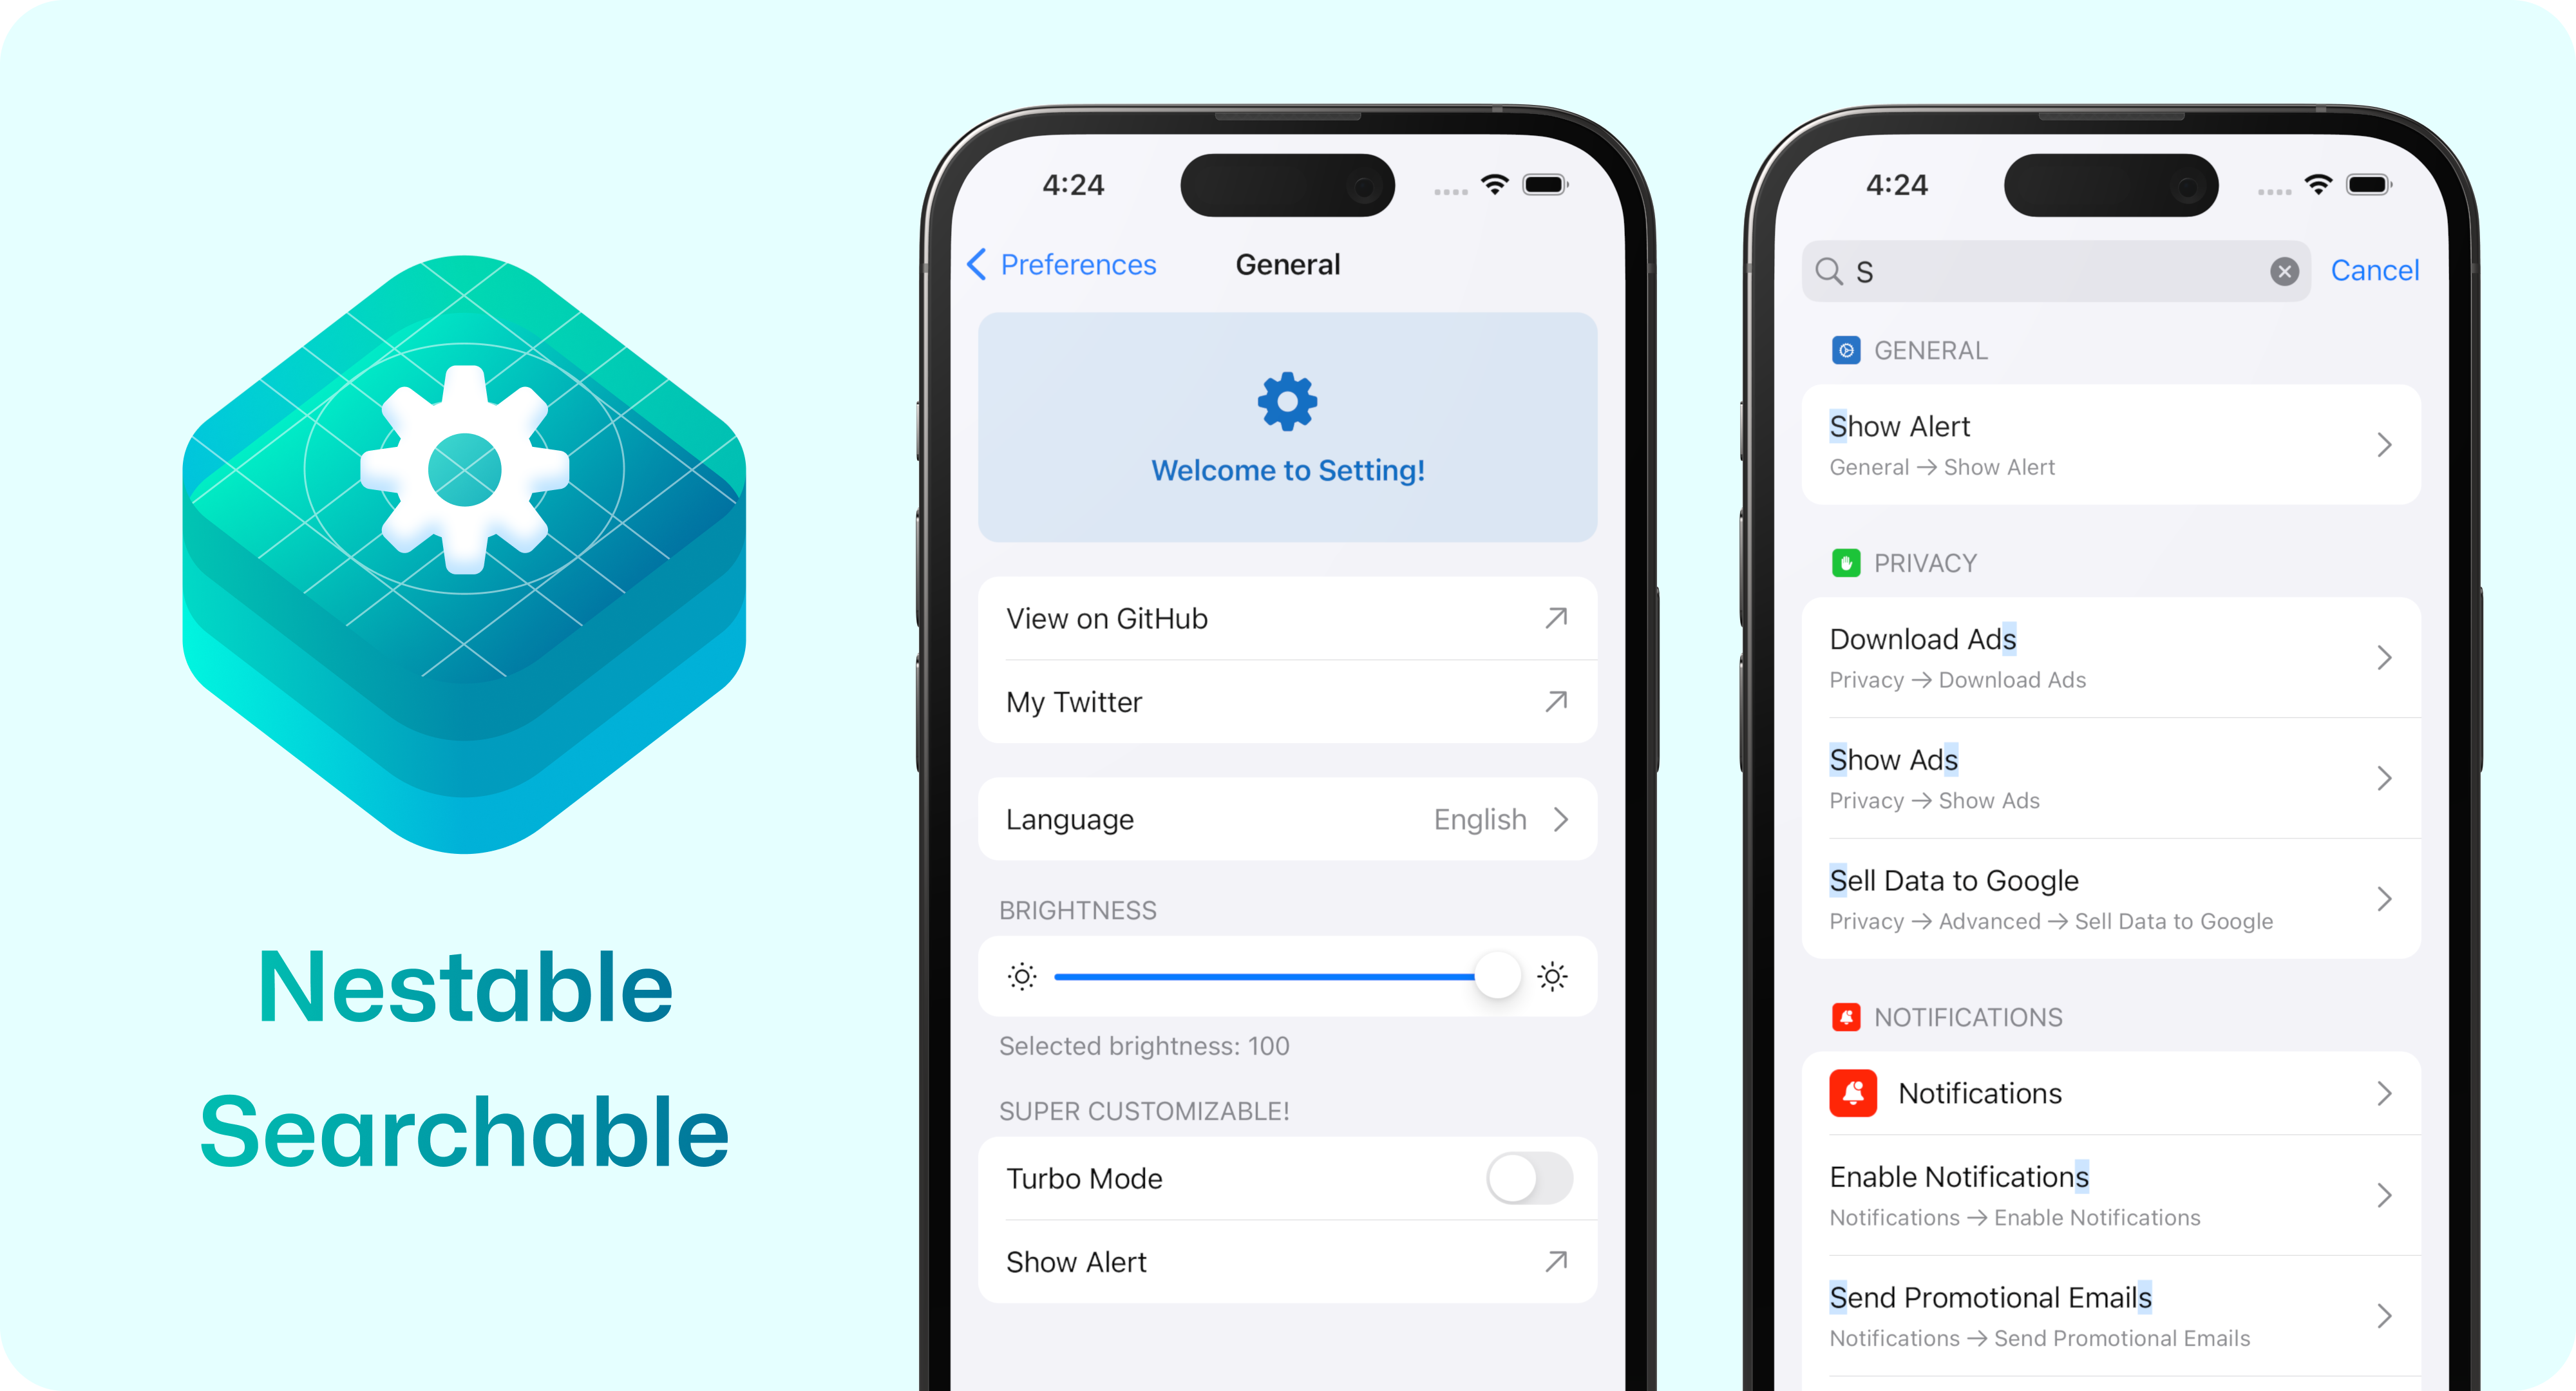 Nestable
Searchable
4:24
Preferences
General
Welcome to Setting!
View on GitHub
My Twitter
Language
English
BRIGHTNESS
Selected brightness: 100
SUPER CUSTOMIZABLE!
Turbo Mode
Show Alert
4:24
S
Cancel
GENERAL
Show Alert
General → Show Alert
PRIVACY
Download Ads
Privacy → Download Ads
Show Ads
Privacy → Show Ads
Sell Data to Google
Privacy → Advanced → Sell Data to Google
NOTIFICATIONS
Notifications
Enable Notifications
Notifications → Enable Notifications
Send Promotional Emails
Notifications → Send Promotional Emails